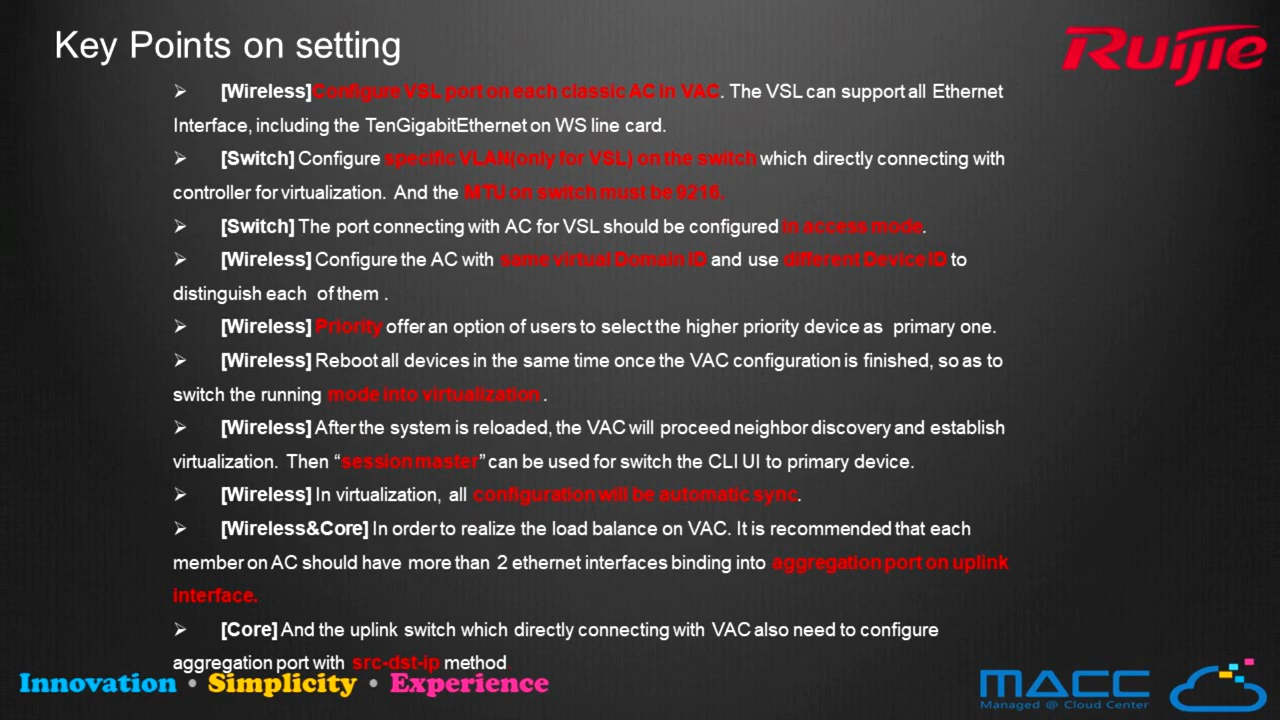 Key Points on setting
RUIJIE
➢ [Wireless]Configure VSL port on each classic AC in VAC. The VSL can support all Ethernet
Interface, including the TenGigabitEthernet on WS line card.
➢ [Switch] Configure specific VLAN(only for VSL) on the switch which directly connecting with
controller for virtualization. And the MTU on switch must be 9216.
➢ [Switch] The port connecting with AC for VSL should be configured in access mode.
➢ [Wireless] Configure the AC with same virtual Domain ID and use different Device ID to
distinguish each of them .
➢ [Wireless] Priority offer an option of users to select the higher priority device as primary one.
➢ [Wireless] Reboot all devices in the same time once the VAC configuration is finished, so as to
switch the running mode into virtualization .
➢ [Wireless] After the system is reloaded, the VAC will proceed neighbor discovery and establish
virtualization. Then “session master” can be used for switch the CLI UI to primary device.
➢ [Wireless] In virtualization, all configuration will be automatic sync.
➢ [Wireless&Core] In order to realize the load balance on VAC. It is recommended that each
member on AC should have more than 2 ethernet interfaces binding into aggregation port on uplink
interface.
➢ [Core] And the uplink switch which directly connecting with VAC also need to configure
aggregation port with src-dst-ip method.
Innovation • Simplicity • Experience
MACC
Managed @ Cloud Center